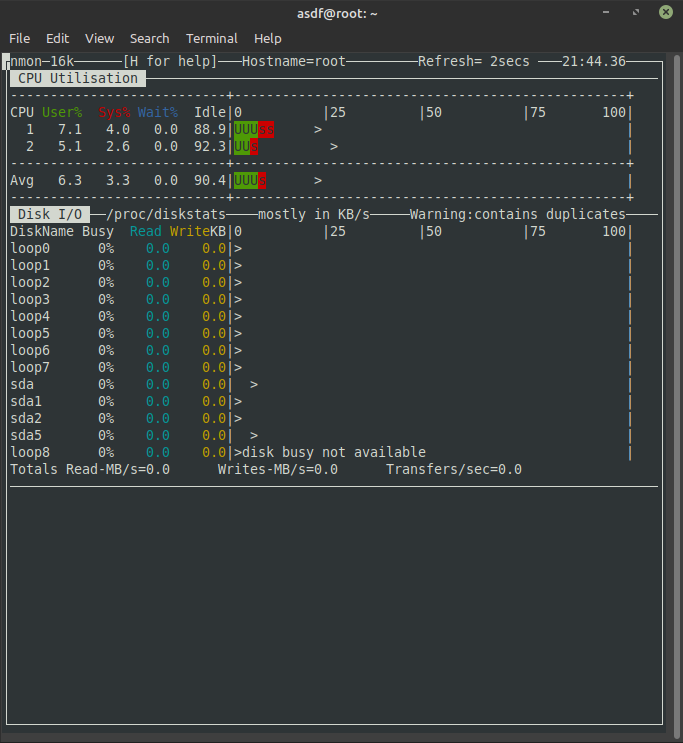 asdf@root: ~
File Edit View Search Terminal Help
nmon─16k──────[H for help]───Hostname=root─────────Refresh= 2secs ───21:44.36─
CPU Utilisation
---------------------------+-------------------------------------------------+
CPU User%  Sys% Wait%  Idle|0          |25         |50          |75       100|
  1   7.1   4.0   0.0  88.9|UUUss     >                                      |
  2   5.1   2.6   0.0  92.3|UUs         >                                    |
---------------------------+-------------------------------------------------+
Avg   6.3   3.3   0.0  90.4|UUUs      >                                      |
---------------------------+-------------------------------------------------+
Disk I/O ──/proc/diskstats────mostly in KB/s─────Warning:contains duplicates─
DiskName Busy  Read WriteKB|0          |25         |50          |75       100|
loop0      0%    0.0    0.0|>                                                |
loop1      0%    0.0    0.0|>                                                |
loop2      0%    0.0    0.0|>                                                |
loop3      0%    0.0    0.0|>                                                |
loop4      0%    0.0    0.0|>                                                |
loop5      0%    0.0    0.0|>                                                |
loop6      0%    0.0    0.0|>                                                |
loop7      0%    0.0    0.0|>                                                |
sda        0%    0.0    0.0|  >                                              |
sda1       0%    0.0    0.0|>                                                |
sda2       0%    0.0    0.0|>                                                |
sda5       0%    0.0    0.0|  >                                              |
loop8      0%    0.0    0.0|>disk busy not available                         |
Totals Read-MB/s=0.0      Writes-MB/s=0.0      Transfers/sec=0.0